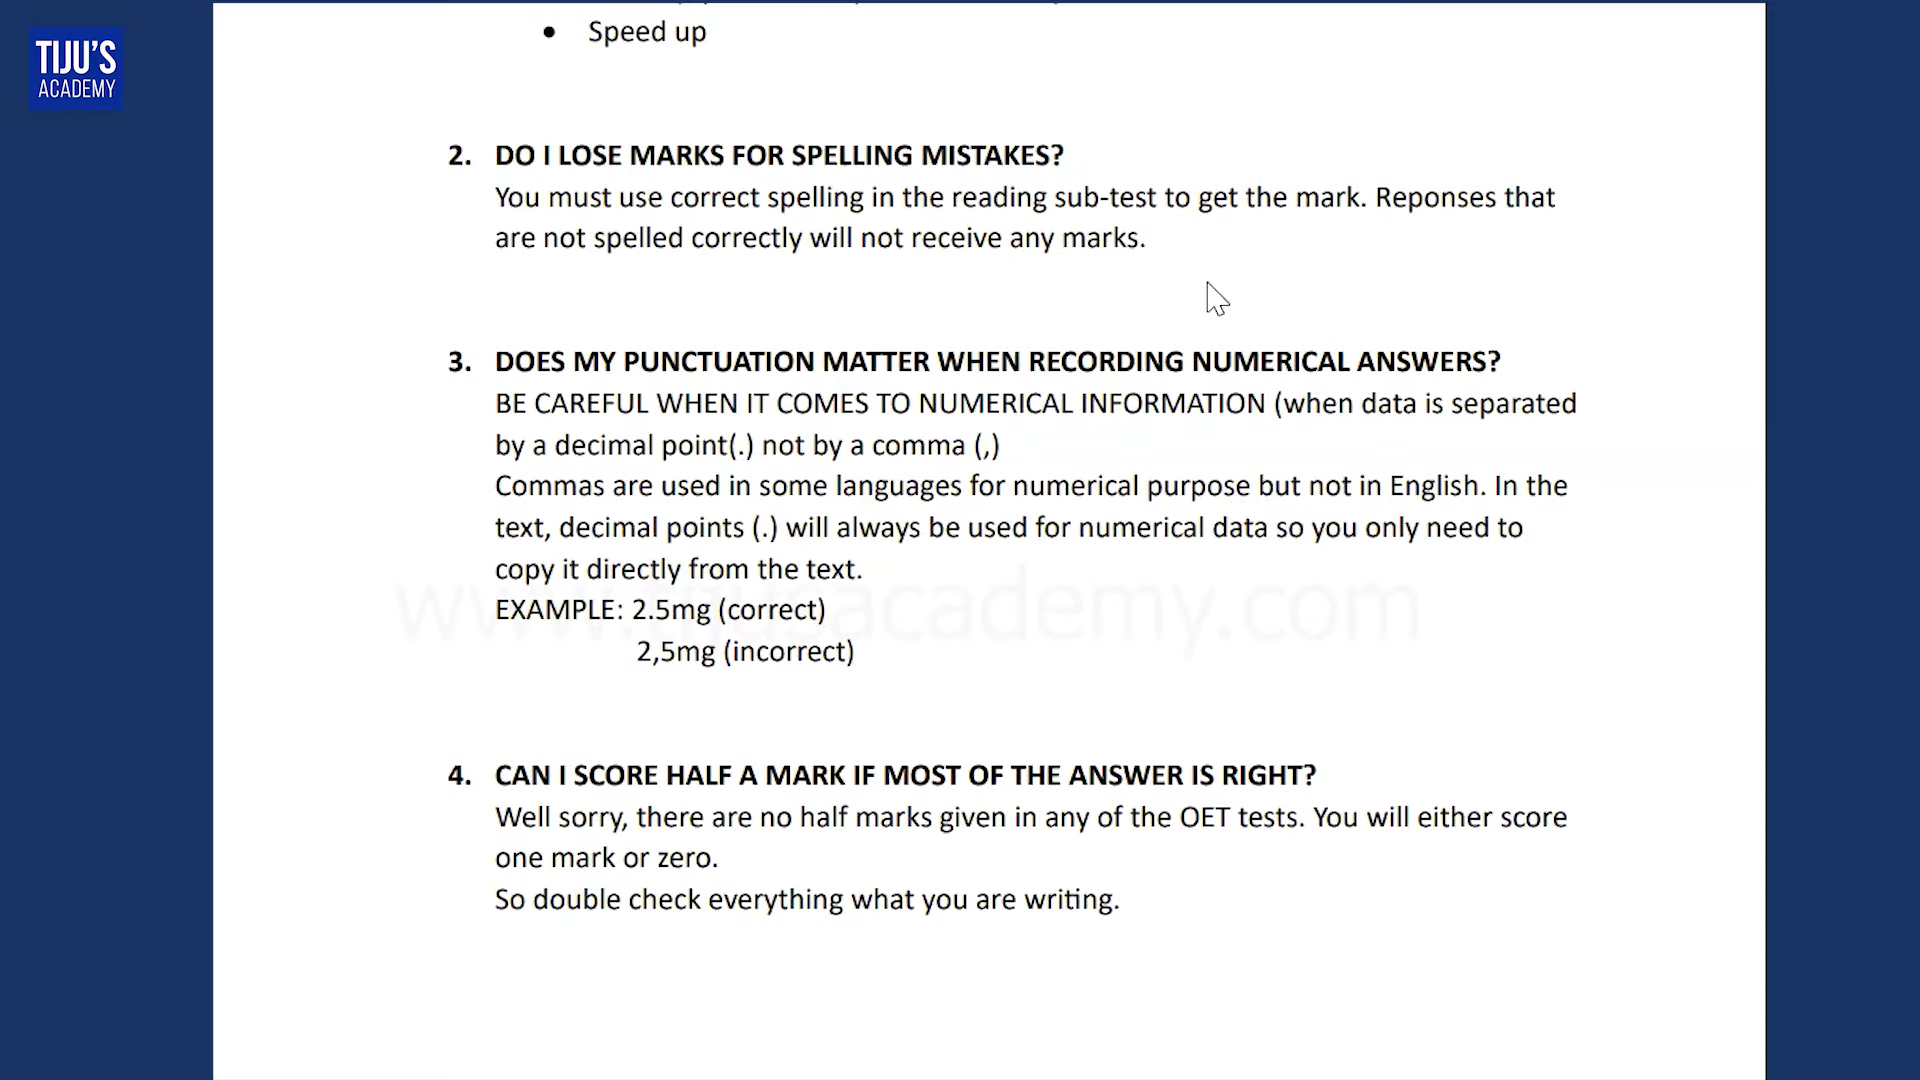 TIJU'S
ACADEMY
• Speed up
2. DO I LOSE MARKS FOR SPELLING MISTAKES?
You must use correct spelling in the reading sub-test to get the mark. Reponses that
are not spelled correctly will not receive any marks.
3. DOES MY PUNCTUATION MATTER WHEN RECORDING NUMERICAL ANSWERS?
BE CAREFUL WHEN IT COMES TO NUMERICAL INFORMATION (when data is separated
by a decimal point(.) not by a comma (,)
Commas are used in some languages for numerical purpose but not in English. In the
text, decimal points (.) will always be used for numerical data so you only need to
copy it directly from the text.
www.tijusacademy.com
EXAMPLE: 2.5mg (correct)
2,5mg (incorrect)
4. CAN I SCORE HALF A MARK IF MOST OF THE ANSWER IS RIGHT?
Well sorry, there are no half marks given in any of the OET tests. You will either score
one mark or zero.
So double check everything what you are writing.